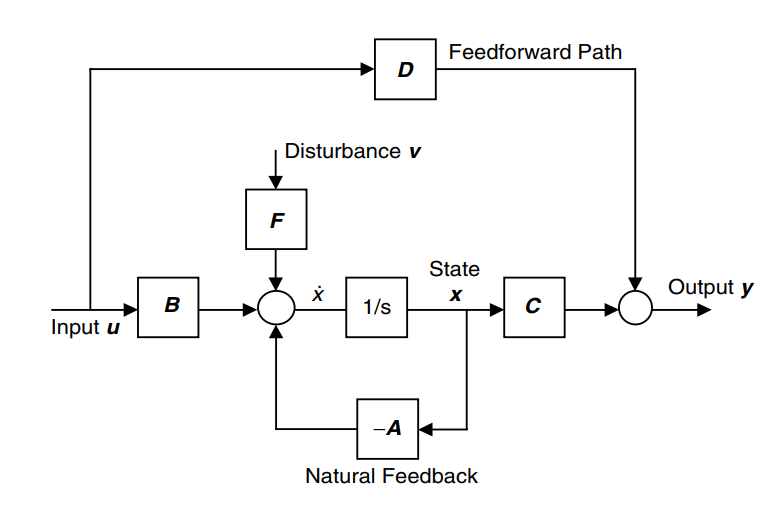 D
Feedforward Path
Disturbance v
F
State
x
ẋ
B
1/s
C
Output y
Input u
−A
Natural Feedback